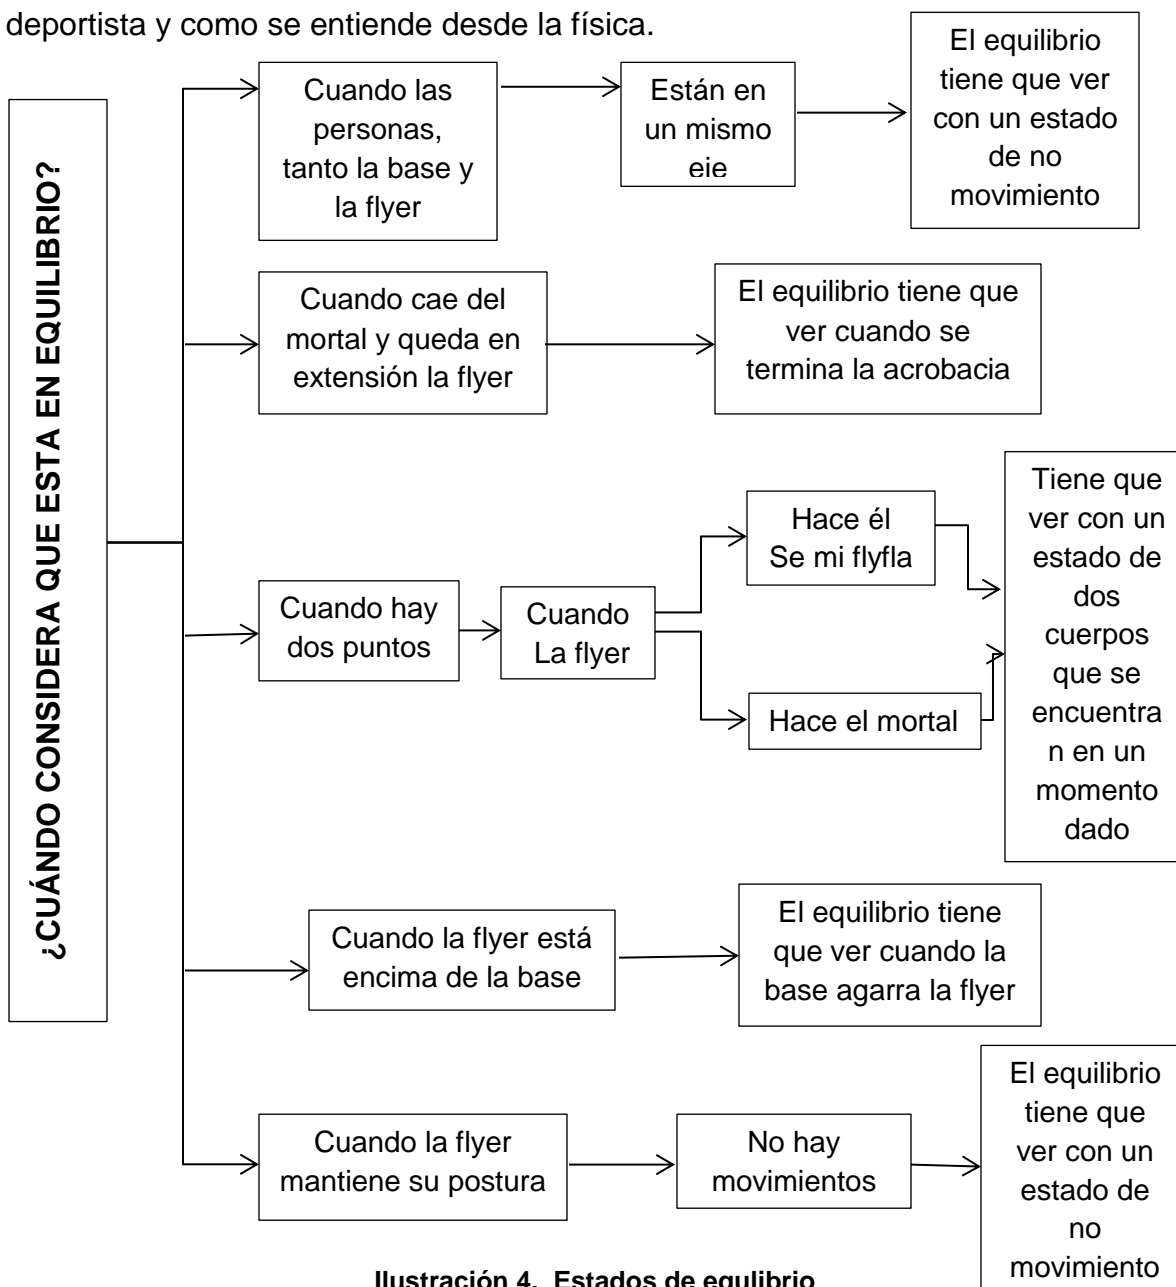 deportista y como se entiende desde la física.
¿CUÁNDO CONSIDERA QUE ESTA EN EQUILIBRIO?
Cuando las
personas,
tanto la base y
la flyer
Están en
un mismo
eje
El equilibrio
tiene que ver
con un estado
de no
movimiento
Cuando cae del
mortal y queda en
extensión la flyer
El equilibrio tiene que
ver cuando se
termina la acrobacia
Cuando hay
dos puntos
Cuando
La flyer
Hace él
Se mi flyfla
Hace el mortal
Tiene que
ver con un
estado de
dos
cuerpos
que se
encuentra
n en un
momento
dado
Cuando la flyer está
encima de la base
El equilibrio tiene
que ver cuando la
base agarra la flyer
Cuando la flyer
mantiene su postura
No hay
movimientos
El equilibrio
tiene que
ver con un
estado de
no
movimiento
Ilustración 4.  Estados de equlibrio